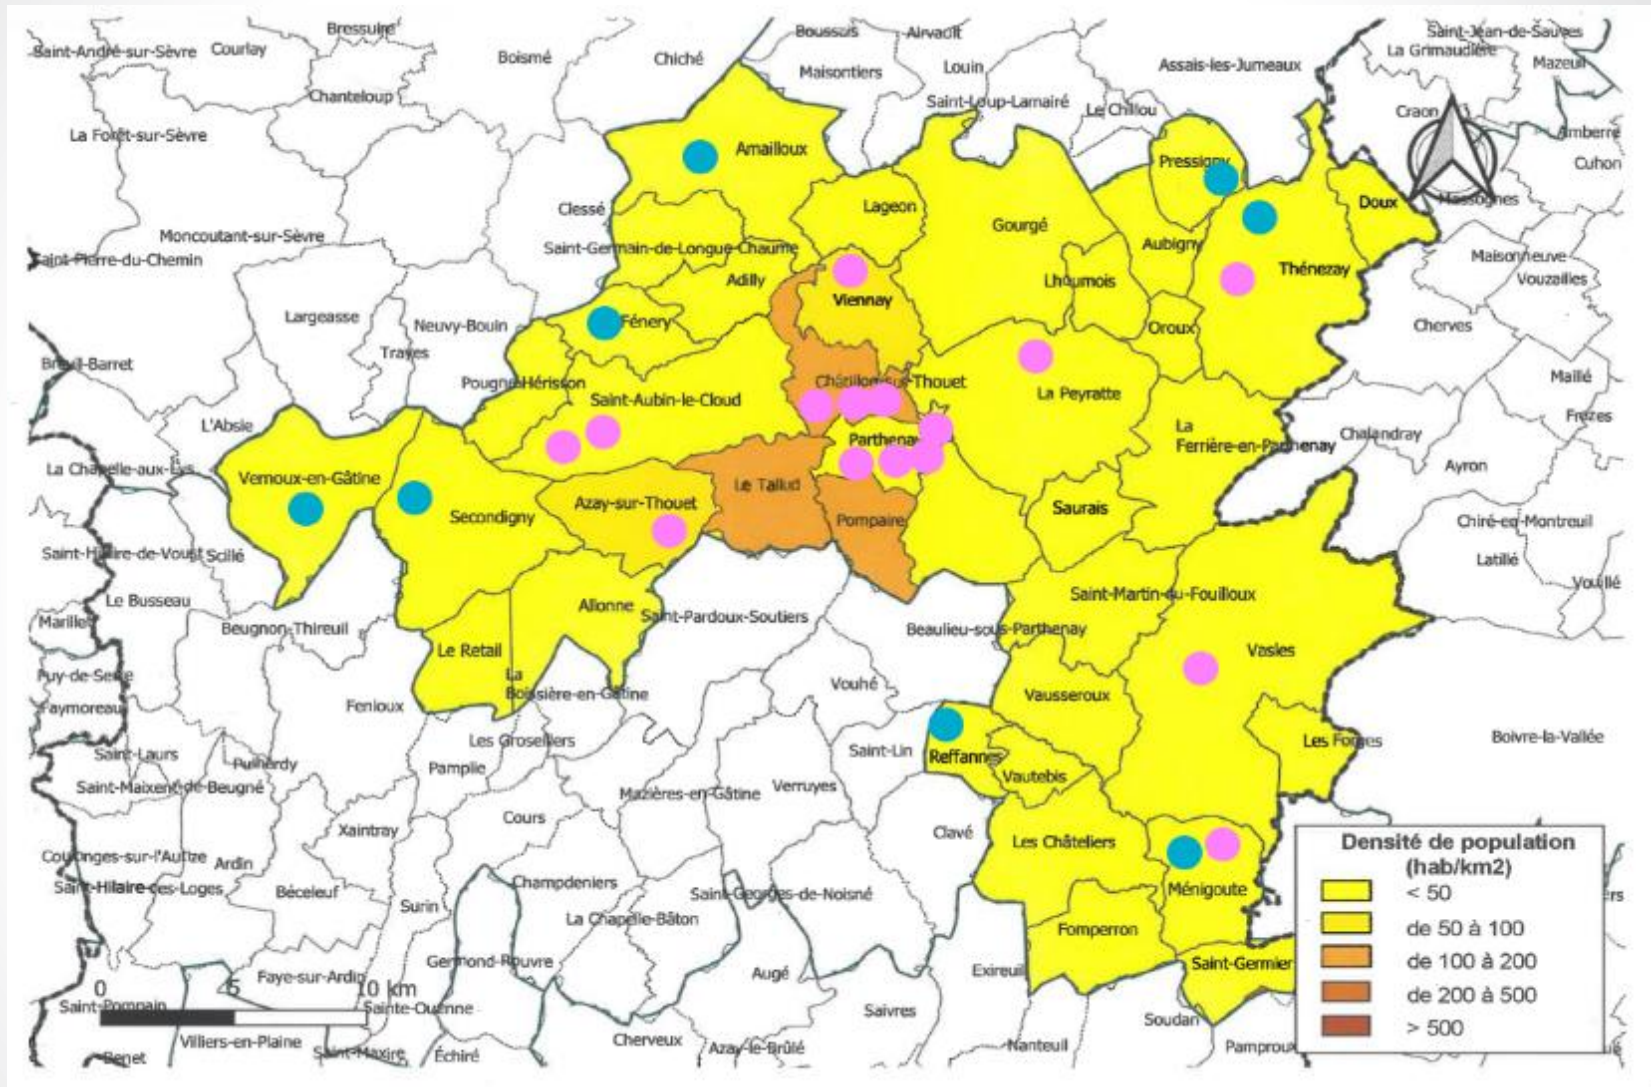 Bressuire
Saint-André-sur-Sèvre
Courlay
Boismé
Chiché
Boussais
Airvault
Maisontiers
Louin
Assais-les-Jumeaux
Saint-Jean-de-Sauves
La Grimaudière
Mazeuil
Chanteloup
Saint-Loup-Lamairé
Le Chillou
Craon
La Forêt-sur-Sèvre
Amberre
Amailloux
Pressigny
Cuhon
Clessé
Lageon
Doux
Massognes
Gourgé
Moncoutant-sur-Sèvre
Saint-Germain-de-Longue-Chaume
Aubigny
Saint-Pierre-du-Chemin
Maisonneuve
Adilly
Lhoumois
Thénezay
Vouzailles
Viennay
Largeasse
Neuvy-Bouin
Fénery
Oroux
Cherves
Trayes
Breuil-Barret
Pougne-Hérisson
Châtillon-sur-Thouet
Maillé
La Peyratte
Saint-Aubin-le-Cloud
L'Absie
Frozes
La
Ferrière-en-Parthenay
Chalandray
Parthenay
La Chapelle-aux-Lys
Vernoux-en-Gâtine
Ayron
Le Tallud
Azay-sur-Thouet
Secondigny
Saurais
Pompaire
Chiré-en-Montreuil
Saint-Hilaire-de-Voust
Scillé
Latillé
Vouillé
Le Busseau
Saint-Martin-du-Fouilloux
Allonne
Marillet
Saint-Pardoux-Soutiers
Beugnon-Thireuil
Beaulieu-sous-Parthenay
Le Retail
Vasles
Puy-de-Serre
La
Boissière-en-Gâtine
Vouhé
Vausseroux
Faymoreau
Fenioux
Les Groseillers
Les Forges
Boivre-la-Vallée
Saint-Laurs
Saint-Lin
Reffannes
Puihardy
Pamplie
Vautebis
Saint-Maixent-de-Beugné
Verruyes
Mazières-en-Gâtine
Cours
Xaintray
Clavé
Les Châteliers
Densité de population
(hab/km2)
Coulonges-sur-l'Autize
Ardin
Saint-Hilaire-des-Loges
Béceleuf
Champdeniers
Saint-Georges-de-Noisné
Ménigoute
< 50
Surin
La Chapelle-Bâton
Fomperron
de 50 à 100
Germond-Rouvre
Saint-Germier
de 100 à 200
Faye-sur-Ardin
Augé
Exireuil
0 5 10 km
de 200 à 500
Saint-Pompain
Sainte-Ouenne
Saivres
Soudan
> 500
Villiers-en-Plaine
Cherveux
Benet
Saint-Maxire
Échiré
Azay-le-Brûlé
Nanteuil
Pamproux